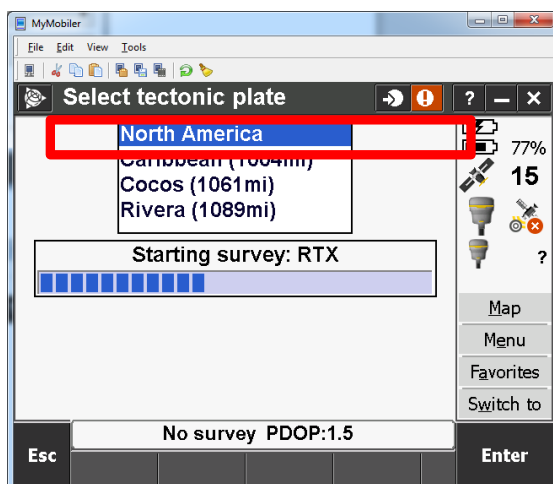 MyMobiler
File Edit View Tools
Select tectonic plate
? – ×
North America
Caribbean (1004mi)
Cocos (1061mi)
Rivera (1089mi)
77%
15
?
Starting survey: RTX
Map
Menu
Favorites
Switch to
No survey PDOP:1.5
Esc
Enter